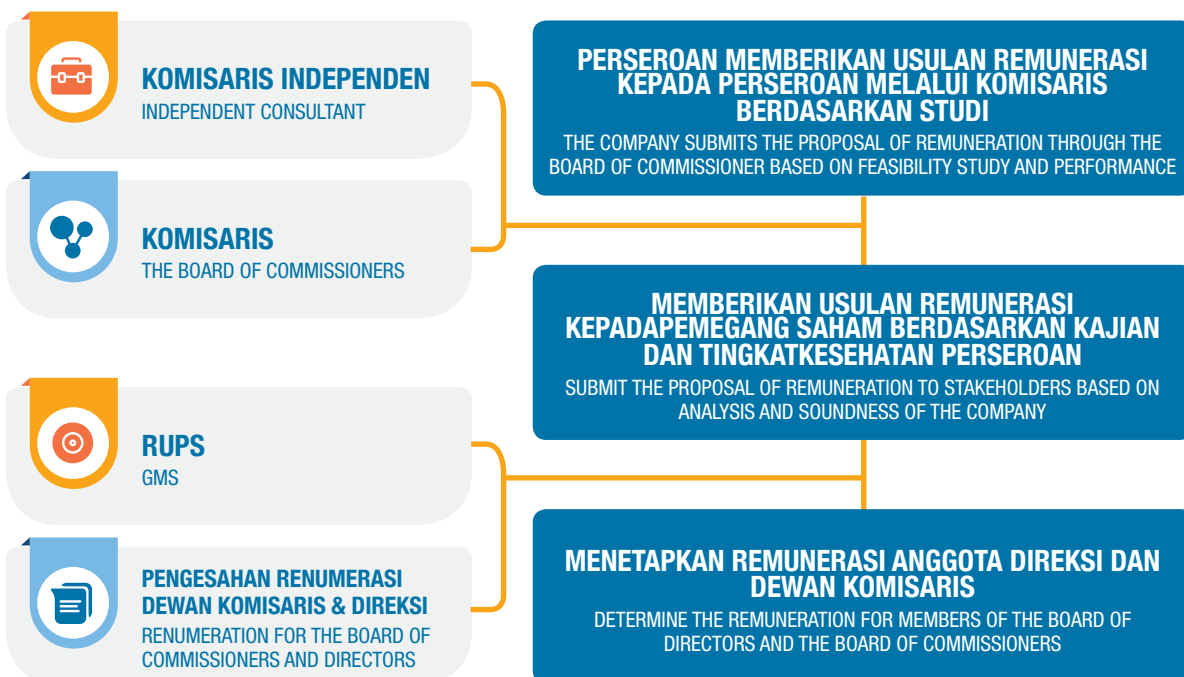 KOMISARIS INDEPENDEN
INDEPENDENT CONSULTANT
KOMISARIS
THE BOARD OF COMMISSIONERS
RUPS
GMS
PENGESAHAN RENUMERASI
DEWAN KOMISARIS & DIREKSI
RENUMERATION FOR THE BOARD OF
COMMISSIONERS AND DIRECTORS
PERSEROAN MEMBERIKAN USULAN REMUNERASI
KEPADA PERSEROAN MELALUI KOMISARIS
BERDASARKAN STUDI
THE COMPANY SUBMITS THE PROPOSAL OF REMUNERATION THROUGH THE
BOARD OF COMMISSIONER BASED ON FEASIBILITY STUDY AND PERFORMANCE
MEMBERIKAN USULAN REMUNERASI
KEPADAPEMEGANG SAHAM BERDASARKAN KAJIAN
DAN TINGKATKESEHATAN PERSEROAN
SUBMIT THE PROPOSAL OF REMUNERATION TO STAKEHOLDERS BASED ON
ANALYSIS AND SOUNDNESS OF THE COMPANY
MENETAPKAN REMUNERASI ANGGOTA DIREKSI DAN
DEWAN KOMISARIS
DETERMINE THE REMUNERATION FOR MEMBERS OF THE BOARD OF
DIRECTORS AND THE BOARD OF COMMISSIONERS